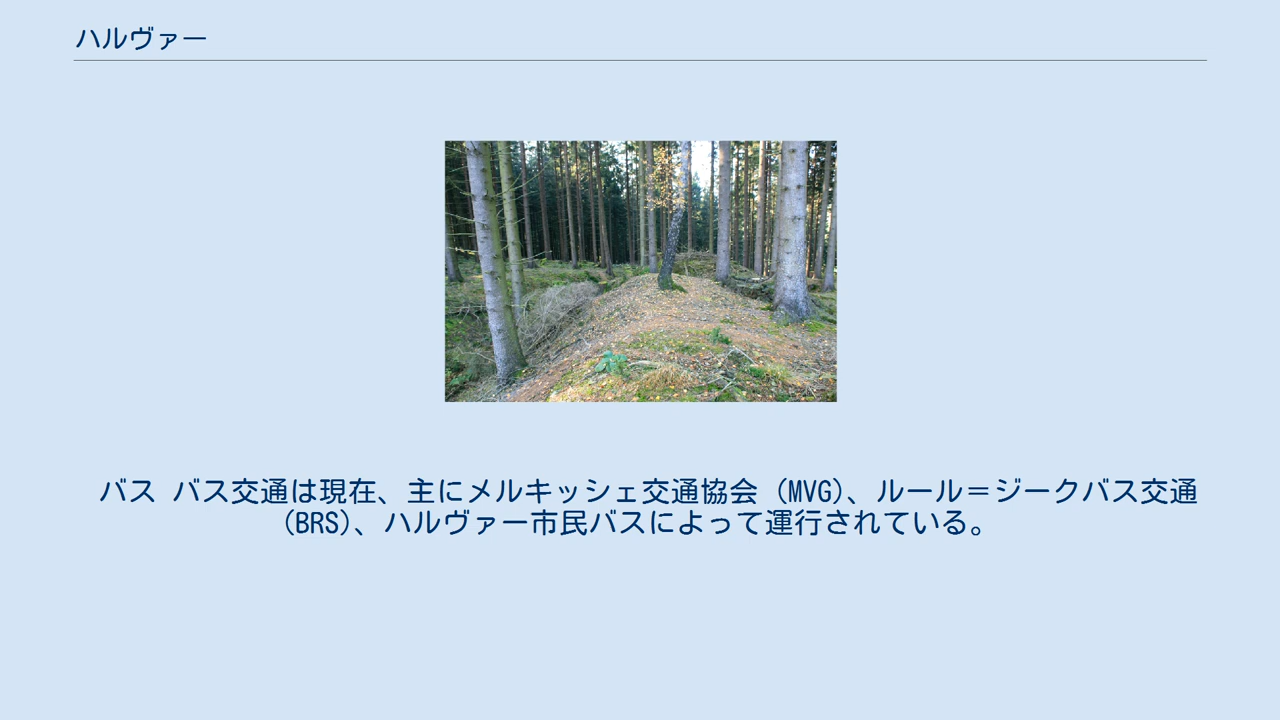 ハルヴァー
バス バス交通は現在、主にメルキッシェ交通協会 (MVG)、ルール＝ジークバス交通
(BRS)、ハルヴァー市民バスによって運行されている。